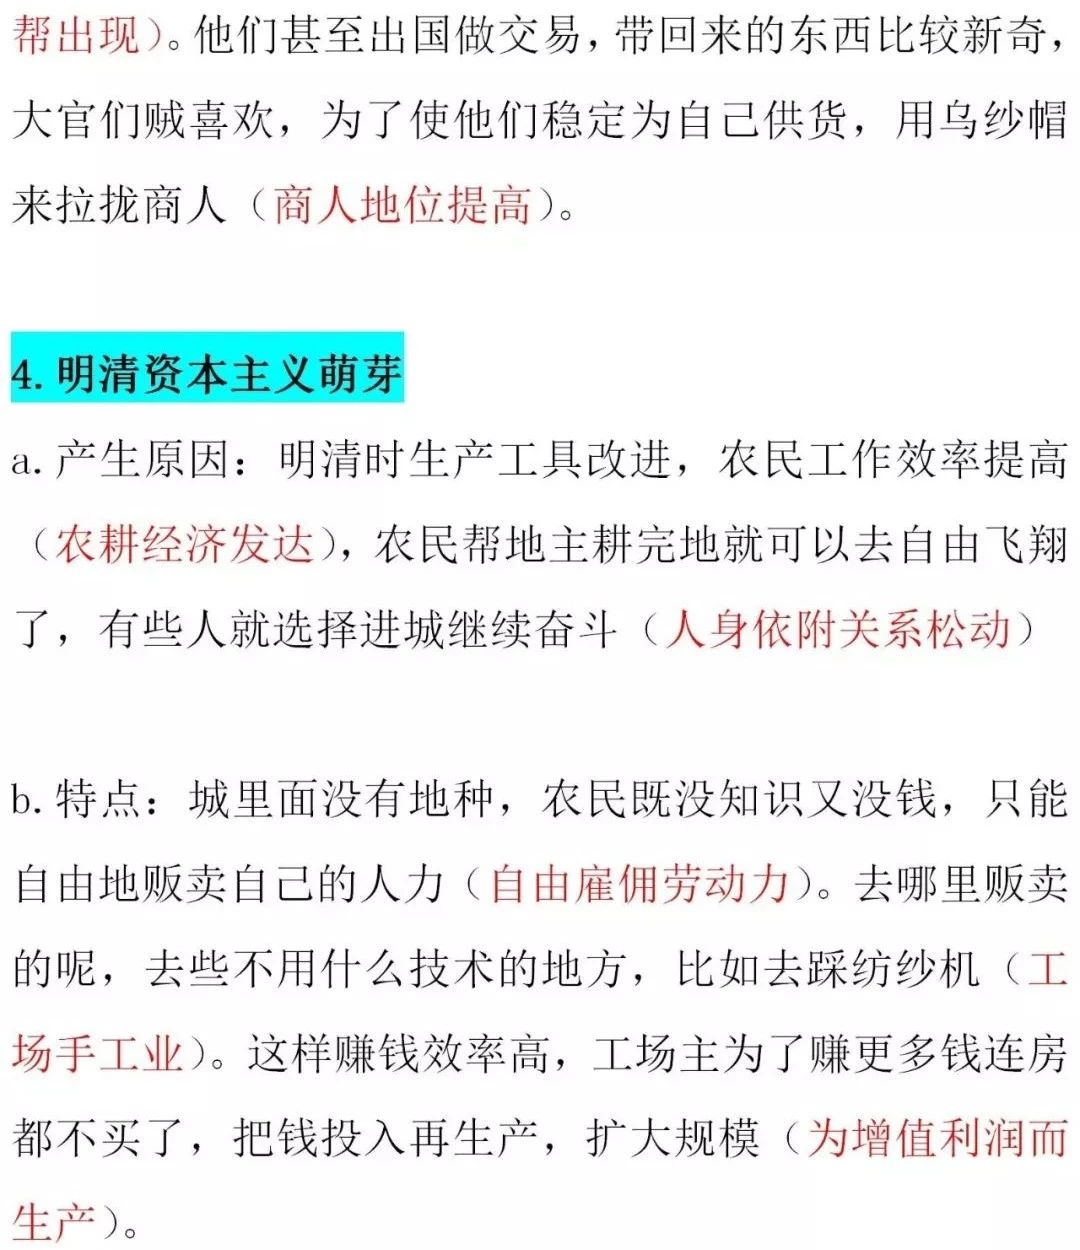 帮出现）。他们甚至出国做交易，带回来的东西比较新奇，
大官们贼喜欢，为了使他们稳定为自己供货，用乌纱帽
来拉拢商人（商人地位提高）。
4.明清资本主义萌芽
a.产生原因：明清时生产工具改进，农民工作效率提高
（农耕经济发达），农民帮地主耕完地就可以去自由飞翔
了，有些人就选择进城继续奋斗（人身依附关系松动）
b.特点：城里面没有地种，农民既没知识又没钱，只能
自由地贩卖自己的人力（自由雇佣劳动力）。去哪里贩卖
的呢，去些不用什么技术的地方，比如去踩纺纱机（工
场手工业）。这样赚钱效率高，工场主为了赚更多钱连房
都不买了，把钱投入再生产，扩大规模（为增值利润而
生产）。